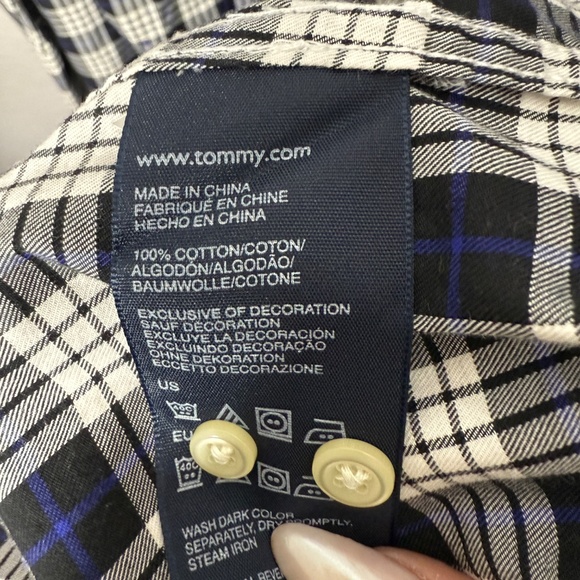 www.tommy.com
MADE IN CHINA
FABRIQUÉ EN CHINE
HECHO EN CHINA
100% COTTON/COTON/
ALGODÓN/ALGODÃO/
BAUMWOLLE/COTONE
EXCLUSIVE OF DECORATION
SAUF DÉCORATION
EXCLUYE LA DECORACIÓN
EXCLUINDO DECORAÇÃO
OHNE DEKORATION
ECCETTO DECORAZIONE
US
EU
40C
WASH DARK COLOR
SEPARATELY, DRY PROMPTLY,
STEAM IRON